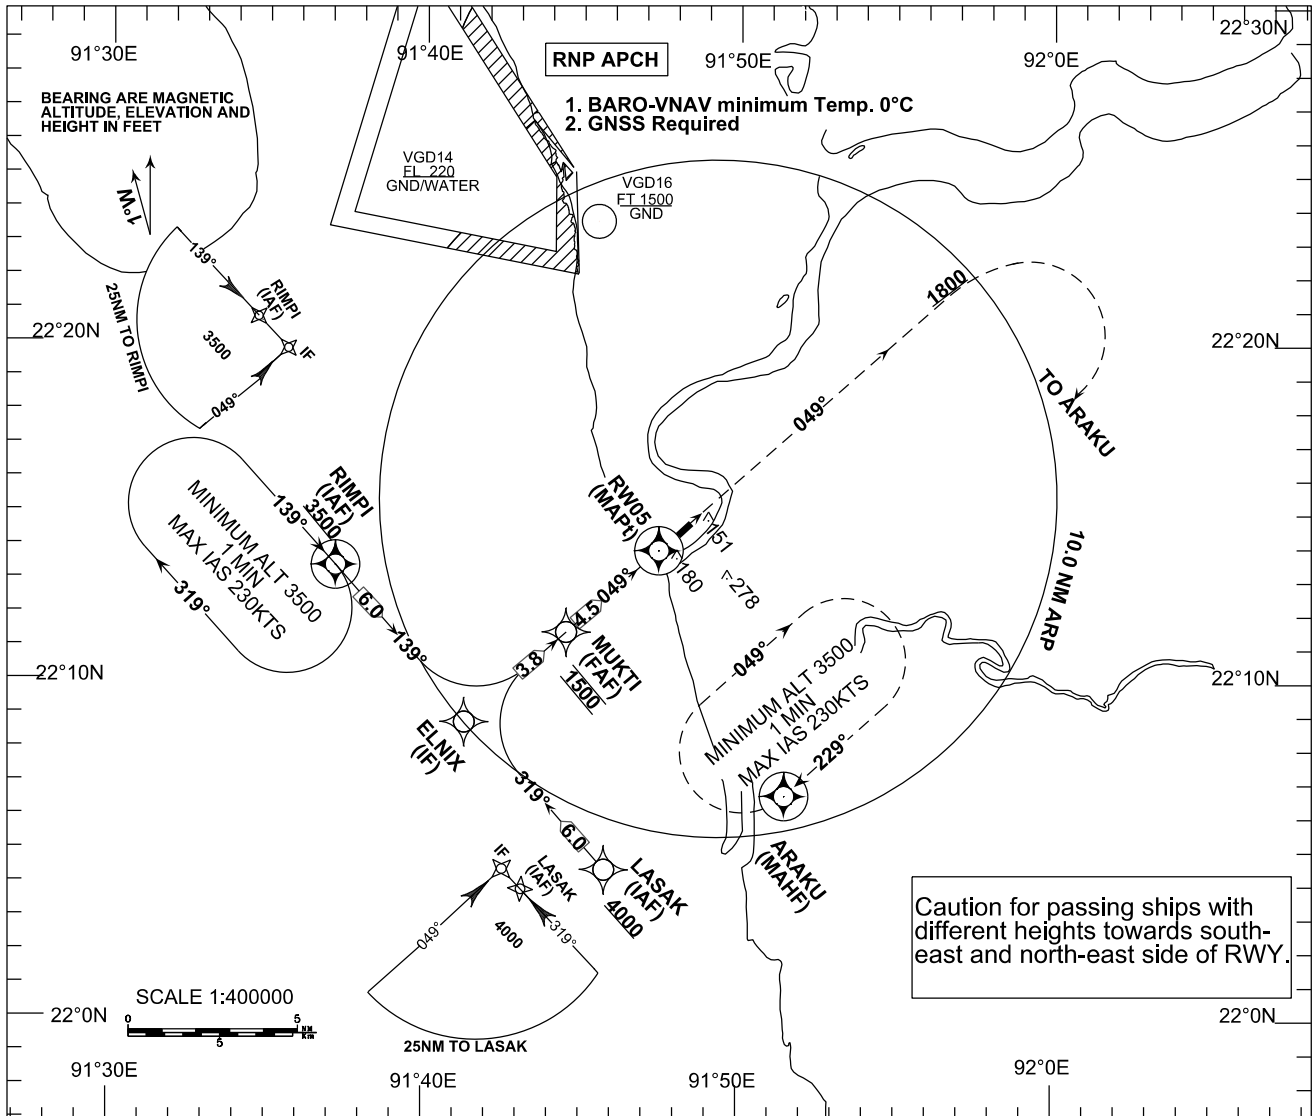 91°30'E
91°40'E
RNP APCH
91°50'E
92°0'E
22°30N
BEARING ARE MAGNETIC
ALTITUDE, ELEVATION AND
HEIGHT IN FEET
1. BARO-VNAV minimum Temp. 0°C
2. GNSS Required
1°W
VGD14
FL 220
GND/WATER
VGD16
FT 1500
GND
139°
RIMPI
(IAF)
IF
3500
049°
25NM TO RIMPI
22°20N
22°20N
1800
049°
TO ARAKU
RIMPI
(IAF)
3500
139°
MINIMUM ALT 3500
1 MIN
MAX IAS 230KTS
319°
6.0
139°
RW05
(MAPt)
151
180
278
4.5
049°
MUKTI
(FAF)
1500
3.8
10.0 NM ARP
22°10N
22°10N
ELNIX
(IF)
049°
MINIMUM ALT 3500
1 MIN
MAX IAS 230KTS
229°
319°
6.0
LASAK
(IAF)
4000
ARAKU
(MAHF)
IF
LASAK
(IAF)
4000
049°
319°
25NM TO LASAK
Caution for passing ships with
different heights towards south-
east and north-east side of RWY.
SCALE 1:400000
0
5
NM
5
Km
22°0N
22°0N
91°30E
91°40'E
91°50'E
92°0'E